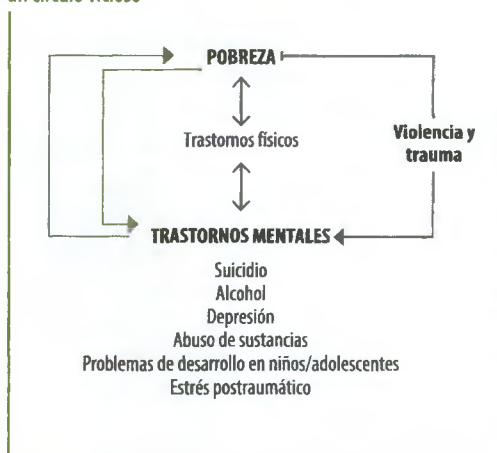 un círculo vicioso
POBREZA
Trastornos físicos
Violencia y
trauma
TRASTORNOS MENTALES
Suicidio
Alcohol
Depresión
Abuso de sustancias
Problemas de desarrollo en niños/adolescentes
Estrés postraumático